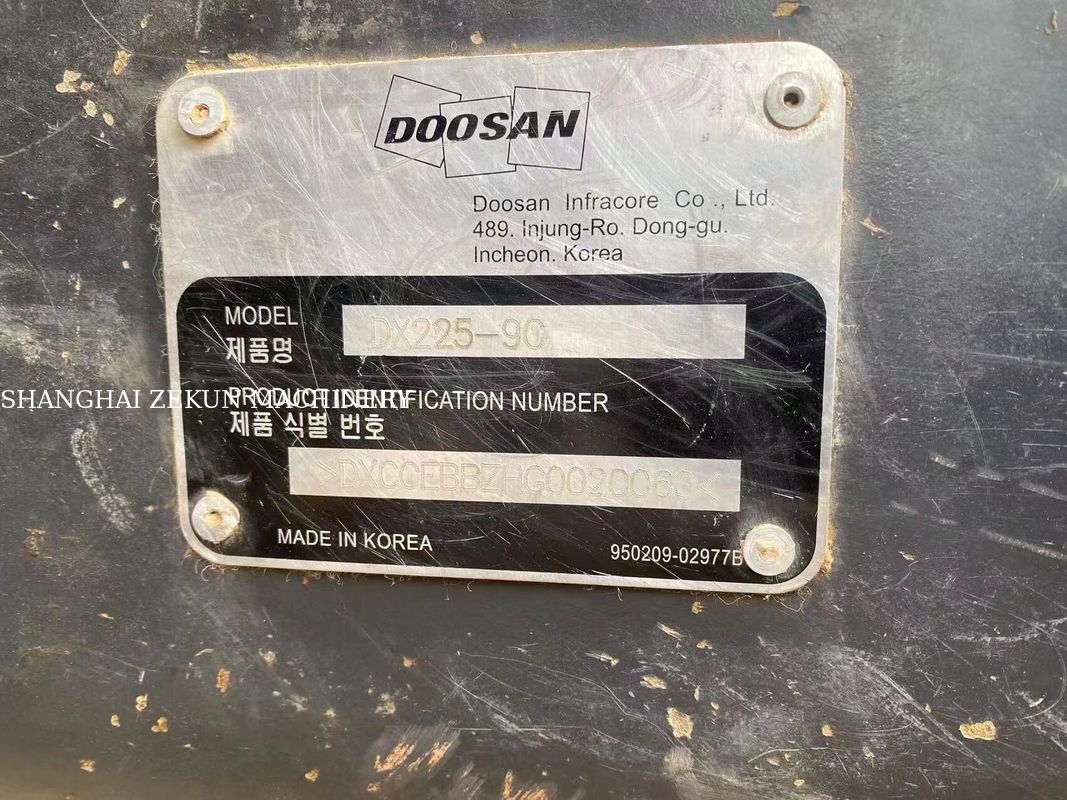 DOOSAN
Doosan Infracore Co., Ltd.
489. Injung-Ro. Dong-gu.
Incheon. Korea
MODEL DX225-9C
제품명
SHANGHAI ZEKUN MACHINERY
PRODUCT IDENTIFICATION NUMBER
제품 식별 번호
>DXCCEBBZHG0020060<
MADE IN KOREA
950209-02977B